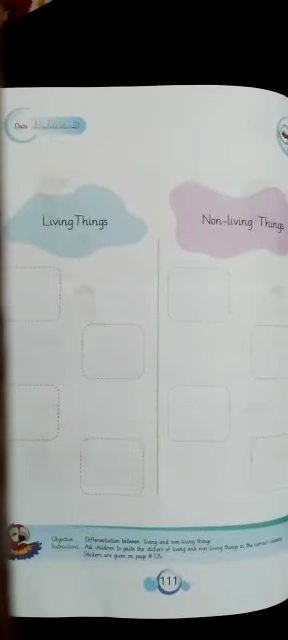 Date:
Living Things
Non-living Things
Objective: Differentiation between living and non-living things
Instructions: Ask children to paste the stickers of living and non-living things in the correct
Stickers are given on page #
111